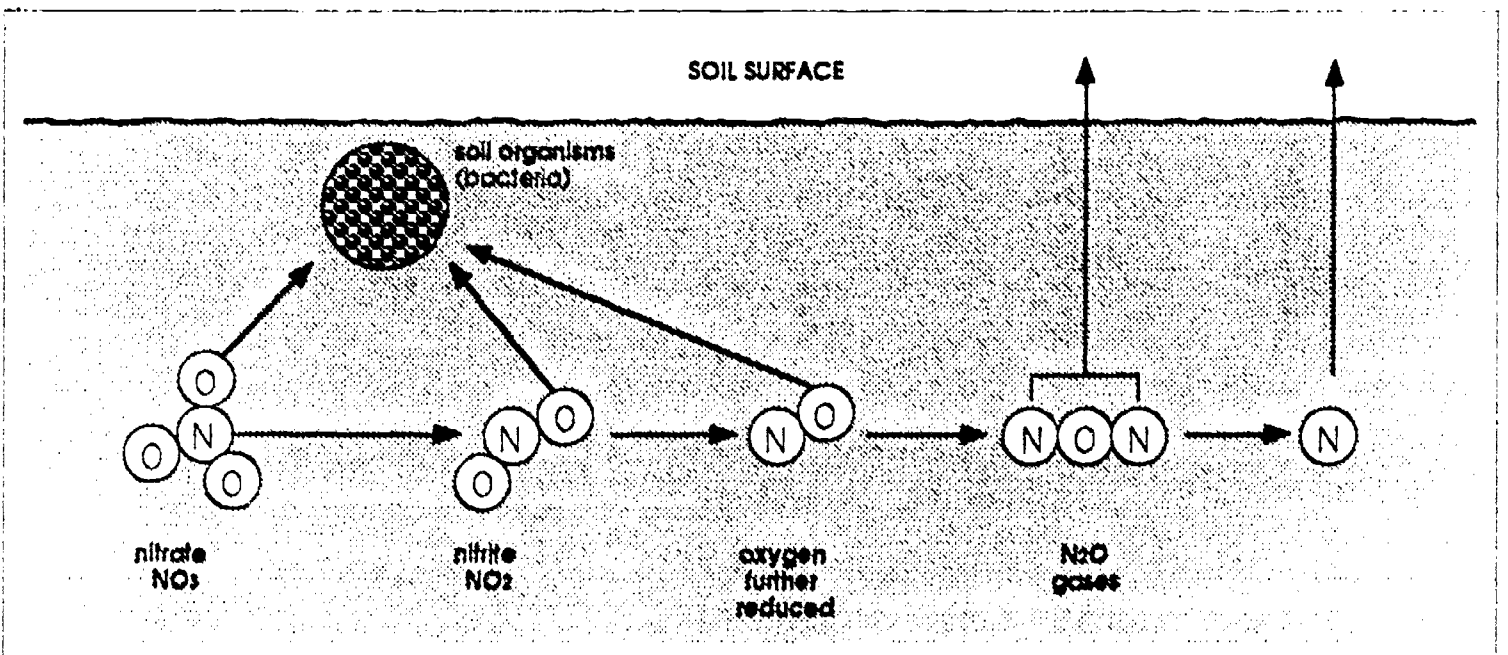 SOIL SURFACE
soil organisms
(bacteria)
O
N
O
O
N
O
O
N
O
N
O
N
N
nitrate
NO3
nitrite
NO2
oxygen
further
reduced
N2O
gases